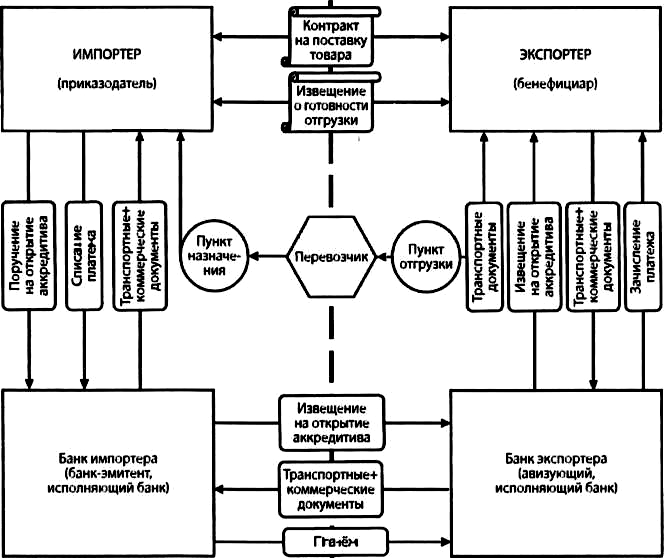 ИМПОРТЕР
(приказодатель)
Контракт
на поставку
товара
ЭКСПОРТЕР
(бенефициар)
Извещение
о готовности
отгрузки
Поручение
на открытие
аккредитива
Списание
платежа
Транспортные+
коммерческие
документы
Пункт
назначе-
ния
Перевозчик
Пункт
отгрузки
Транспортные
документы
Извещение
на открытие
аккредитива
Транспортные+
коммерческие
документы
Зачисление
платежа
Банк импортера
(банк-эмитент,
исполняющий банк)
Извещение
на открытие
аккредитива
Транспортные+
коммерческие
документы
Банк экспортера
(авизующий,
исполняющий банк)